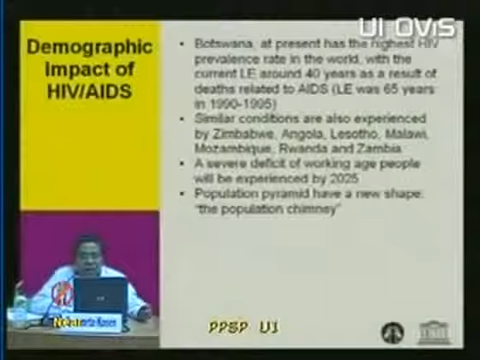 UI OVIS
Demographic
Impact of
HIV/AIDS
• Botswana, at present has the highest HIV
prevalence rate in the world, with the
current LE around 40 years as a result of
deaths related to AIDS (LE was 65 years
in 1990-1995)
• Similar conditions are also experienced
by Zimbabwe, Angola, Lesotho, Malawi,
Mozambique, Rwanda and Zambia
• A severe deficit of working age people
will be experienced by 2025
• Population pyramid have a new shape:
"the population chimney"
PPSP UI